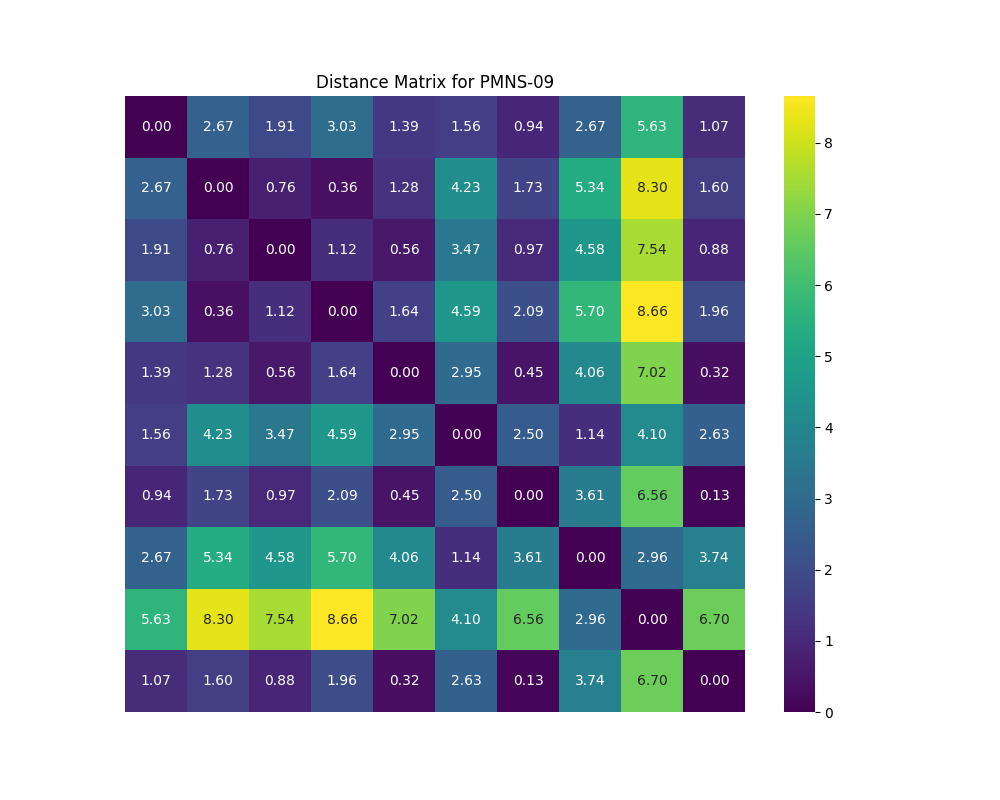 Distance Matrix for PMNS-09
0.00 2.67 1.91 3.03 1.39 1.56 0.94 2.67 5.63 1.07
2.67 0.00 0.76 0.36 1.28 4.23 1.73 5.34 8.30 1.60
1.91 0.76 0.00 1.12 0.56 3.47 0.97 4.58 7.54 0.88
3.03 0.36 1.12 0.00 1.64 4.59 2.09 5.70 8.66 1.96
1.39 1.28 0.56 1.64 0.00 2.95 0.45 4.06 7.02 0.32
1.56 4.23 3.47 4.59 2.95 0.00 2.50 1.14 4.10 2.63
0.94 1.73 0.97 2.09 0.45 2.50 0.00 3.61 6.56 0.13
2.67 5.34 4.58 5.70 4.06 1.14 3.61 0.00 2.96 3.74
5.63 8.30 7.54 8.66 7.02 4.10 6.56 2.96 0.00 6.70
1.07 1.60 0.88 1.96 0.32 2.63 0.13 3.74 6.70 0.00
8
7
6
5
4
3
2
1
0